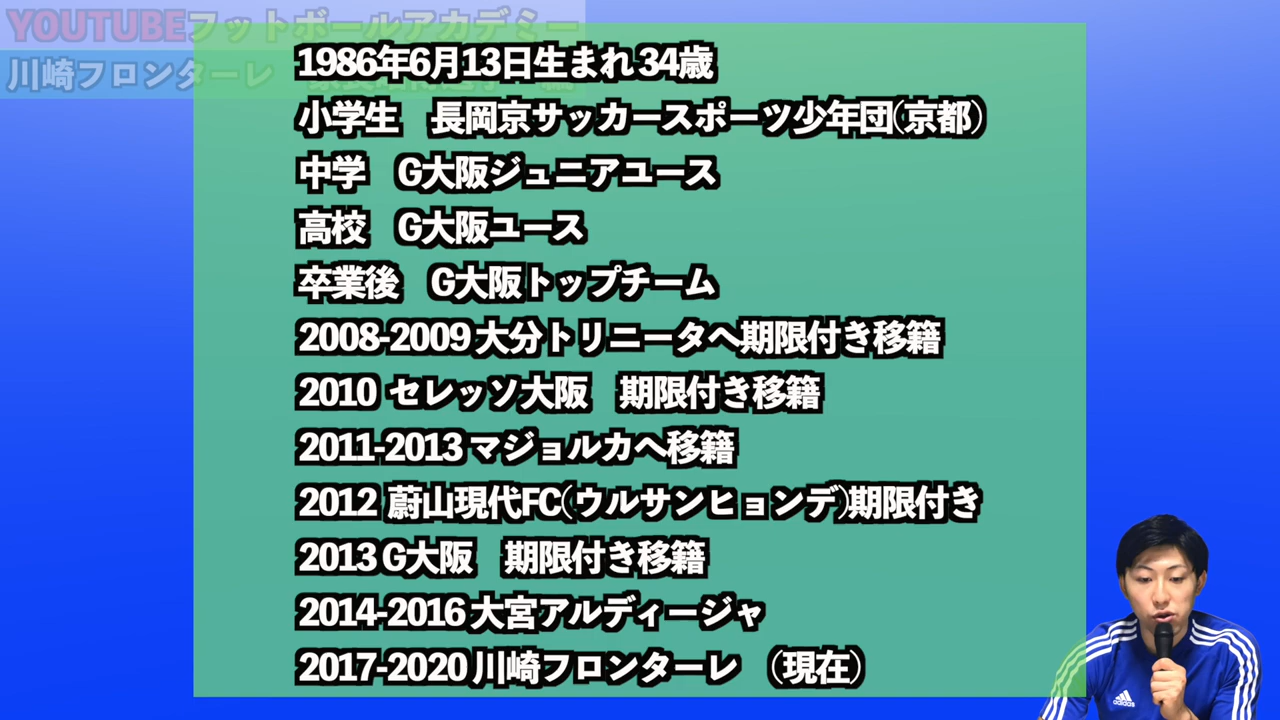 YOUTUBEフットボールアカデミー
川崎フロンターレ
1986年6月13日生まれ 34歳
小学生　長岡京サッカースポーツ少年団(京都)
中学　G大阪ジュニアユース
高校　G大阪ユース
卒業後　G大阪トップチーム
2008-2009 大分トリニータへ期限付き移籍
2010 セレッソ大阪　期限付き移籍
2011-2013 マジョルカへ移籍
2012 蔚山現代FC(ウルサンヒョンデ)期限付き
2013 G大阪　期限付き移籍
2014-2016 大宮アルディージャ
2017-2020 川崎フロンターレ　(現在)
adidas